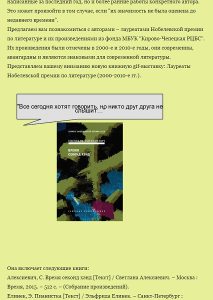 написанные за последний год, но и более ранние работы конкретного автора.
Это может произойти в том случае, если "их значимость не была оценена до
недавнего времени".
Предлагаем вам познакомиться с авторами – лауреатами Нобелевской премии
по литературе и их произведениями из фонда МБУК "Кирово-Чепецкая РЦБС".
Их произведения были отмечены в 2000-е и 2010-е годы, они современны,
авангардны и являются знаковыми для современной литературы.
Представляем вашему вниманию новую книжную gif-выставку: Лауреаты
Нобелевской премии по литературе (2000-2010-е гг.).
"Все сегодня хотят говорить, но никто друг друга не
слышит..."
ВРЕМЯ
СЕКОНД ХЭНД
Она включает следующие книги:
Алексиевич, С. Время секонд хэнд [Текст] / Светлана Алексиевич. – Москва :
Время, 2015. – 512 с. – (Собрание произведений).
Елинек, Э. Пианистка [Текст] / Эльфрида Елинек. – Санкт-Петербург :